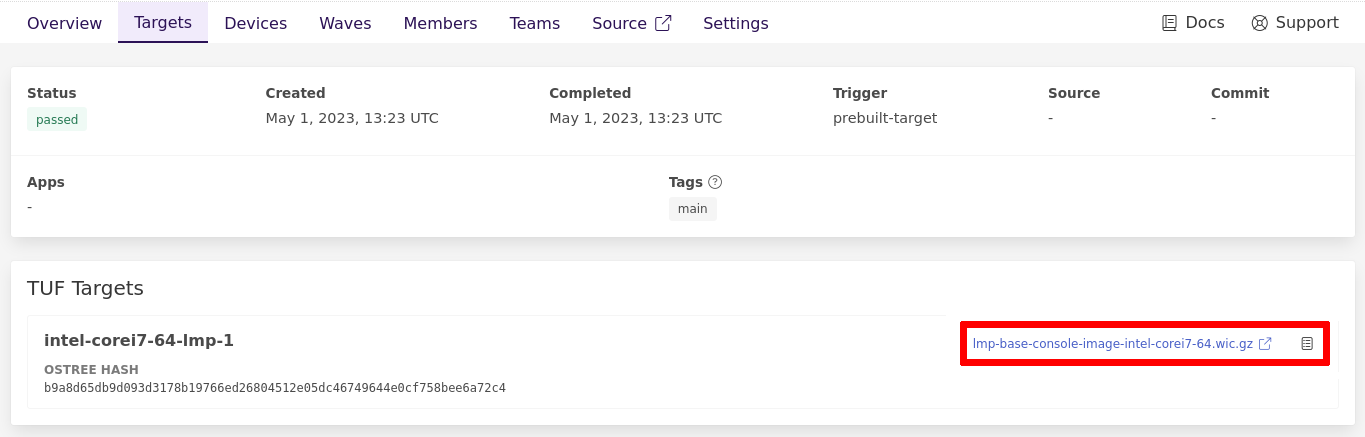 Overview Targets Devices Waves Members Teams Source Settings Docs Support
Status Created Completed Trigger Source Commit
passed May 1, 2023, 13:23 UTC May 1, 2023, 13:23 UTC prebuilt-target - -
Apps Tags ?
- main
TUF Targets
intel-corei7-64-lmp-1
lmp-base-console-image-intel-corei7-64.wic.gz
OSTREE HASH
b9a8d65db9d093d3178b19766ed26804512e05dc46749644e0cf758bee6a72c4